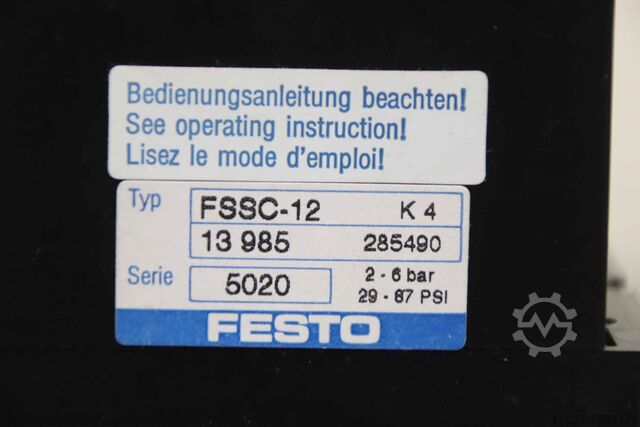 Bedienungsanleitung beachten!
See operating instruction!
Lisez le mode d'emploi!
Typ FSSC-12 K 4
13 985 285490
Serie 5020 2 - 6 bar
29 - 87 PSI
FESTO